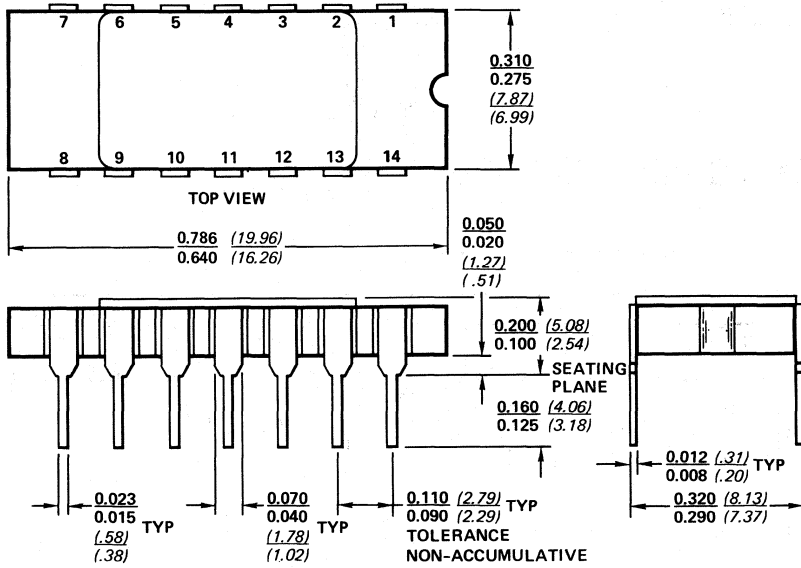 7 6 5 4 3 2 1
0.310
0.275
(7.87)
(6.99)
8 9 10 11 12 13 14
TOP VIEW
0.786 (19.96)
0.640 (16.26)
0.050
0.020
(1.27)
(.51)
0.200 (5.08)
0.100 (2.54)
SEATING
PLANE
0.160 (4.06)
0.125 (3.18)
0.012 (.31) TYP
0.008 (.20)
0.320 (8.13)
0.290 (7.37)
0.023
0.015 TYP
(.58)
(.38)
0.070
0.040 TYP
(1.78)
(1.02)
0.110 (2.79) TYP
0.090 (2.29)
TOLERANCE
NON-ACCUMULATIVE